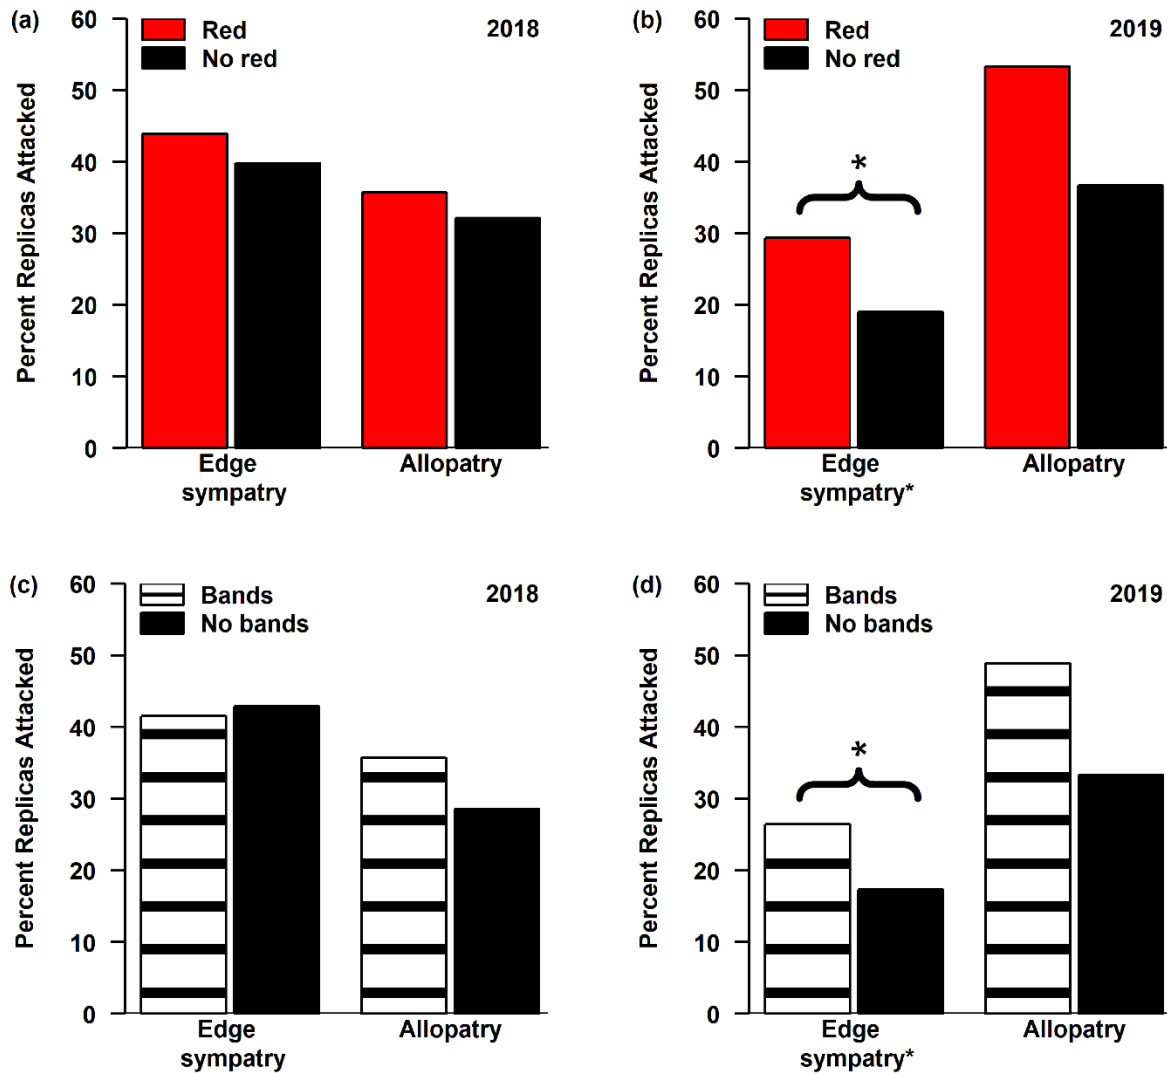 (a)
Red
No red
2018
Percent Replicas Attacked
60
50
40
30
20
10
0
Edge
sympatry
Allopatry
(b)
Red
No red
2019
Percent Replicas Attacked
60
50
40
30
20
10
0
*
Edge
sympatry*
Allopatry
(c)
Bands
No bands
2018
Percent Replicas Attacked
60
50
40
30
20
10
0
Edge
sympatry
Allopatry
(d)
Bands
No bands
2019
Percent Replicas Attacked
60
50
40
30
20
10
0
*
Edge
sympatry*
Allopatry